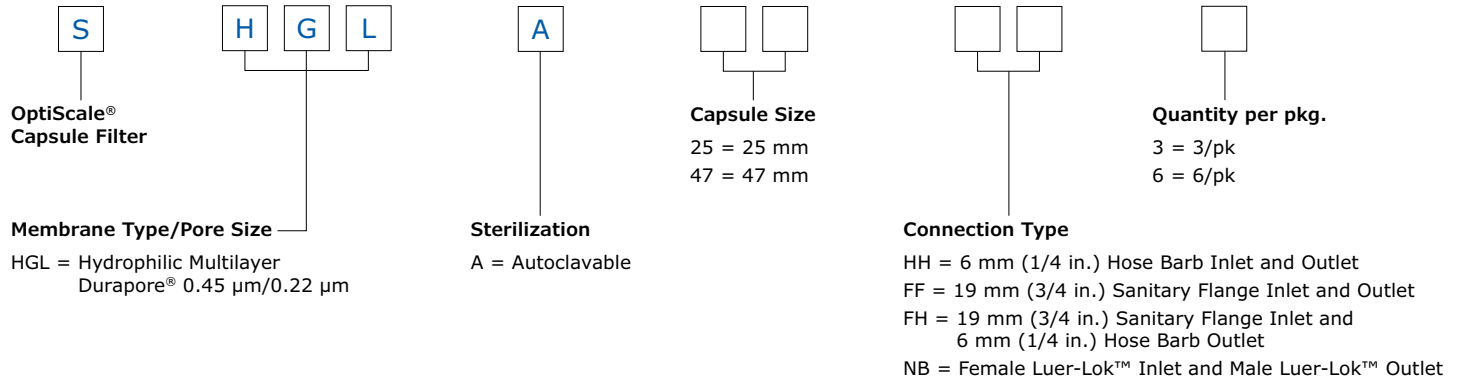 S H G L A
OptiScale®
Capsule Filter
Capsule Size
25 = 25 mm
47 = 47 mm
Quantity per pkg.
3 = 3/pk
6 = 6/pk
Membrane Type/Pore Size
HGL = Hydrophilic Multilayer
Durapore® 0.45 μm/0.22 μm
Sterilization
A = Autoclavable
Connection Type
HH = 6 mm (1/4 in.) Hose Barb Inlet and Outlet
FF = 19 mm (3/4 in.) Sanitary Flange Inlet and Outlet
FH = 19 mm (3/4 in.) Sanitary Flange Inlet and
6 mm (1/4 in.) Hose Barb Outlet
NB = Female Luer-Lok™ Inlet and Male Luer-Lok™ Outlet